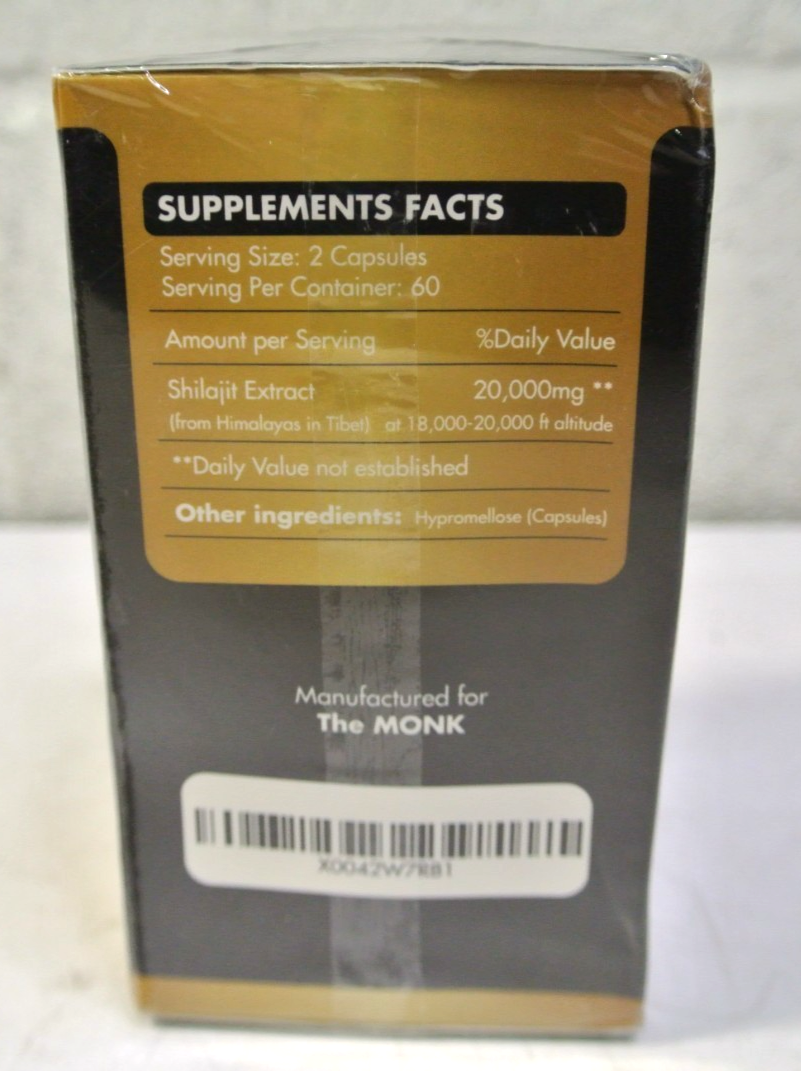 SUPPLEMENTS FACTS
Serving Size: 2 Capsules
Serving Per Container: 60
Amount per Serving %Daily Value
Shilajit Extract 20,000mg **
(from Himalayas in Tibet) at 18,000-20,000 ft altitude
**Daily Value not established
Other ingredients: Hypromellose (Capsules)
Manufactured for
The MONK
X0042W7RB1